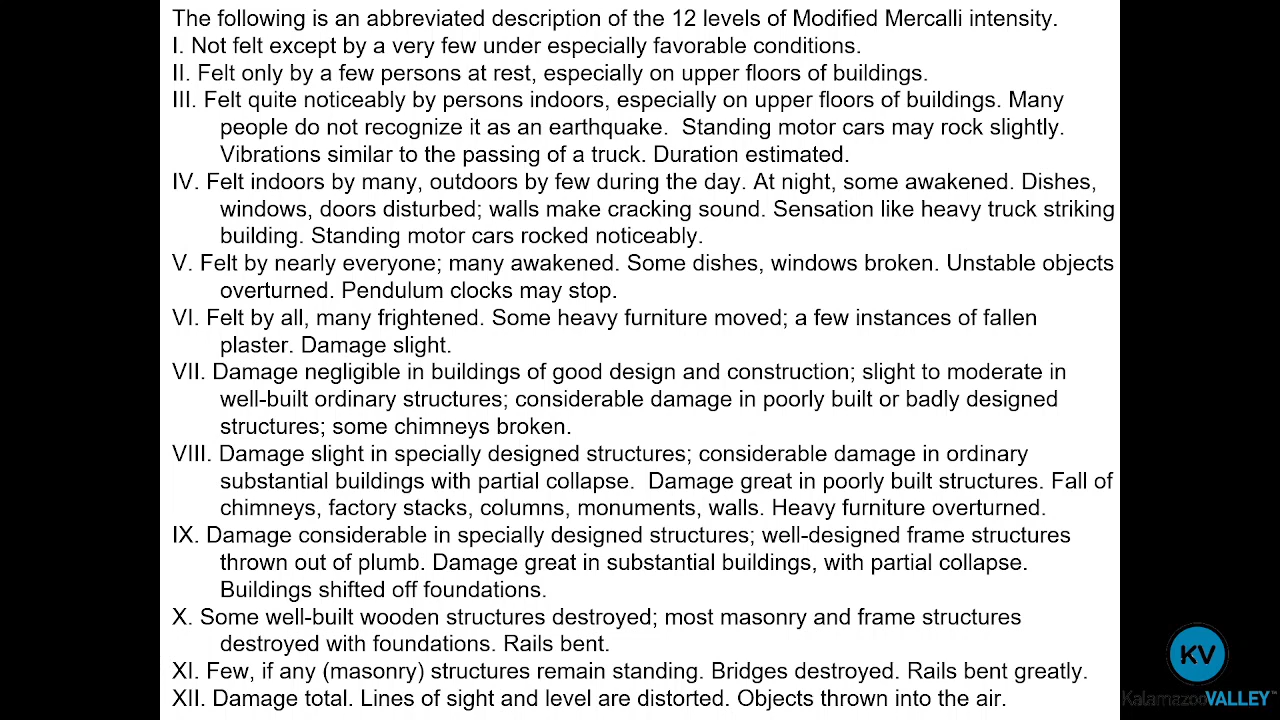 The following is an abbreviated description of the 12 levels of Modified Mercalli intensity.
I. Not felt except by a very few under especially favorable conditions.
II. Felt only by a few persons at rest, especially on upper floors of buildings.
III. Felt quite noticeably by persons indoors, especially on upper floors of buildings. Many
people do not recognize it as an earthquake.  Standing motor cars may rock slightly.
Vibrations similar to the passing of a truck. Duration estimated.
IV. Felt indoors by many, outdoors by few during the day. At night, some awakened. Dishes,
windows, doors disturbed; walls make cracking sound. Sensation like heavy truck striking
building. Standing motor cars rocked noticeably.
V. Felt by nearly everyone; many awakened. Some dishes, windows broken. Unstable objects
overturned. Pendulum clocks may stop.
VI. Felt by all, many frightened. Some heavy furniture moved; a few instances of fallen
plaster. Damage slight.
VII. Damage negligible in buildings of good design and construction; slight to moderate in
well-built ordinary structures; considerable damage in poorly built or badly designed
structures; some chimneys broken.
VIII. Damage slight in specially designed structures; considerable damage in ordinary
substantial buildings with partial collapse.  Damage great in poorly built structures. Fall of
chimneys, factory stacks, columns, monuments, walls. Heavy furniture overturned.
IX. Damage considerable in specially designed structures; well-designed frame structures
thrown out of plumb. Damage great in substantial buildings, with partial collapse.
Buildings shifted off foundations.
X. Some well-built wooden structures destroyed; most masonry and frame structures
destroyed with foundations. Rails bent.
XI. Few, if any (masonry) structures remain standing. Bridges destroyed. Rails bent greatly.
XII. Damage total. Lines of sight and level are distorted. Objects thrown into the air.
KV
KalamazooVALLEY™